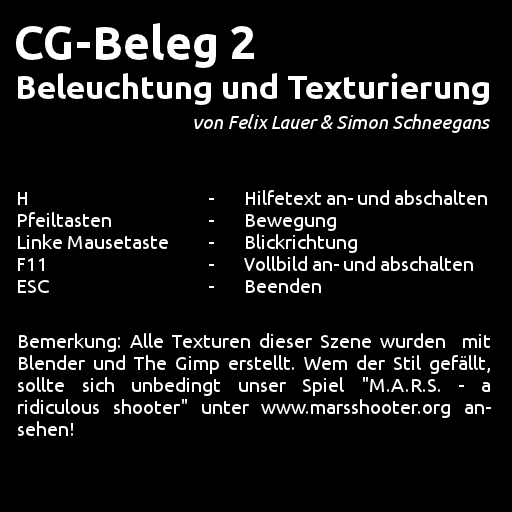 CG-Beleg 2
Beleuchtung und Texturierung
von Felix Lauer & Simon Schneegans
H - Hilfetext an- und abschalten
Pfeiltasten - Bewegung
Linke Mausetaste - Blickrichtung
F11 - Vollbild an- und abschalten
ESC - Beenden
Bemerkung: Alle Texturen dieser Szene wurden mit
Blender und The Gimp erstellt. Wem der Stil gefällt,
sollte sich unbedingt unser Spiel "M.A.R.S. - a
ridiculous shooter" unter www.marsshooter.org an-
sehen!